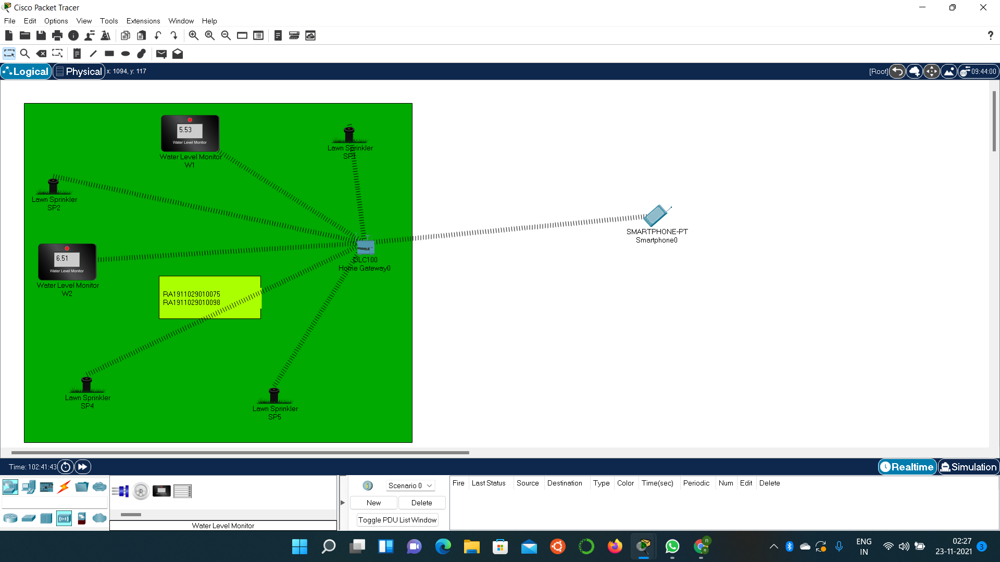 Cisco Packet Tracer
File Edit Options View Tools Extensions Window Help
?
Logical Physical x: 1094, y: 117
[Root] 09:44:00
5.53
Water Level Monitor
Water Level Monitor
W1
Lawn Sprinkler
SP1
Lawn Sprinkler
SP2
SMARTPHONE-PT
Smartphone0
6.51
Water Level Monitor
Water Level Monitor
W2
DLC100
Home Gateway0
RA1911029010075
RA1911029010098
Lawn Sprinkler
SP4
Lawn Sprinkler
SP5
Time: 102:41:43
Realtime Simulation
Scenario 0
New Delete
Toggle PDU List Window
Fire Last Status Source Destination Type Color Time(sec) Periodic Num Edit Delete
Water Level Monitor
ENG
IN
02:27
23-11-2021
3